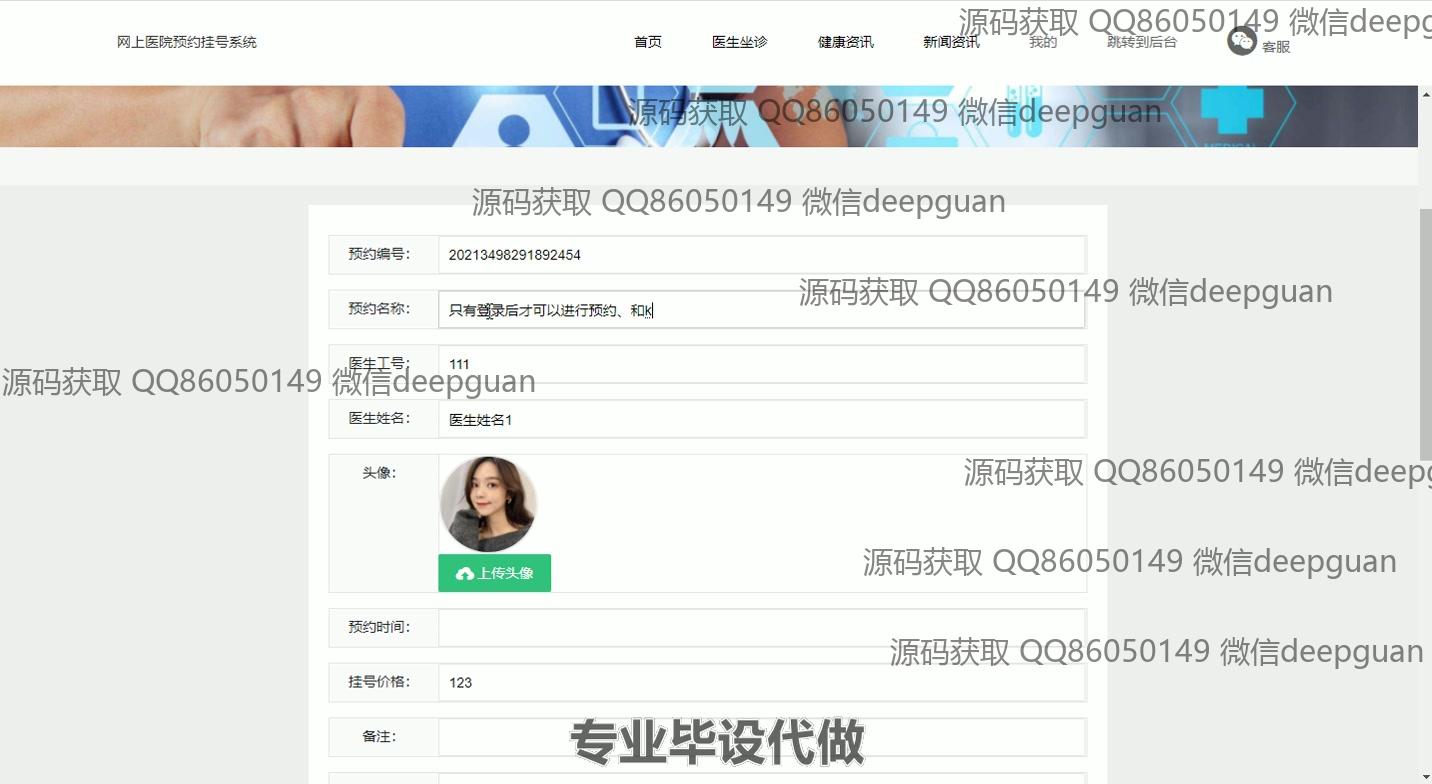 源码获取 QQ86050149 微信deepg
网上医院预约挂号系统 首页 医生坐诊 健康资讯 新闻资讯 我的 跳转到后台 客服
源码获取 QQ86050149 微信deepguan
MEDICAL
源码获取 QQ86050149 微信deepguan
预约编号： 20213498291892454
源码获取 QQ86050149 微信deepguan
预约名称： 只有登录后才可以进行预约、和k
医生工号： 111
源码获取 QQ86050149 微信deepguan
医生姓名： 医生姓名1
头像：
源码获取 QQ86050149 微信deepg
源码获取 QQ86050149 微信deepguan
上传头像
预约时间：
源码获取 QQ86050149 微信deepguan
挂号价格： 123
备注：
专业毕设代做